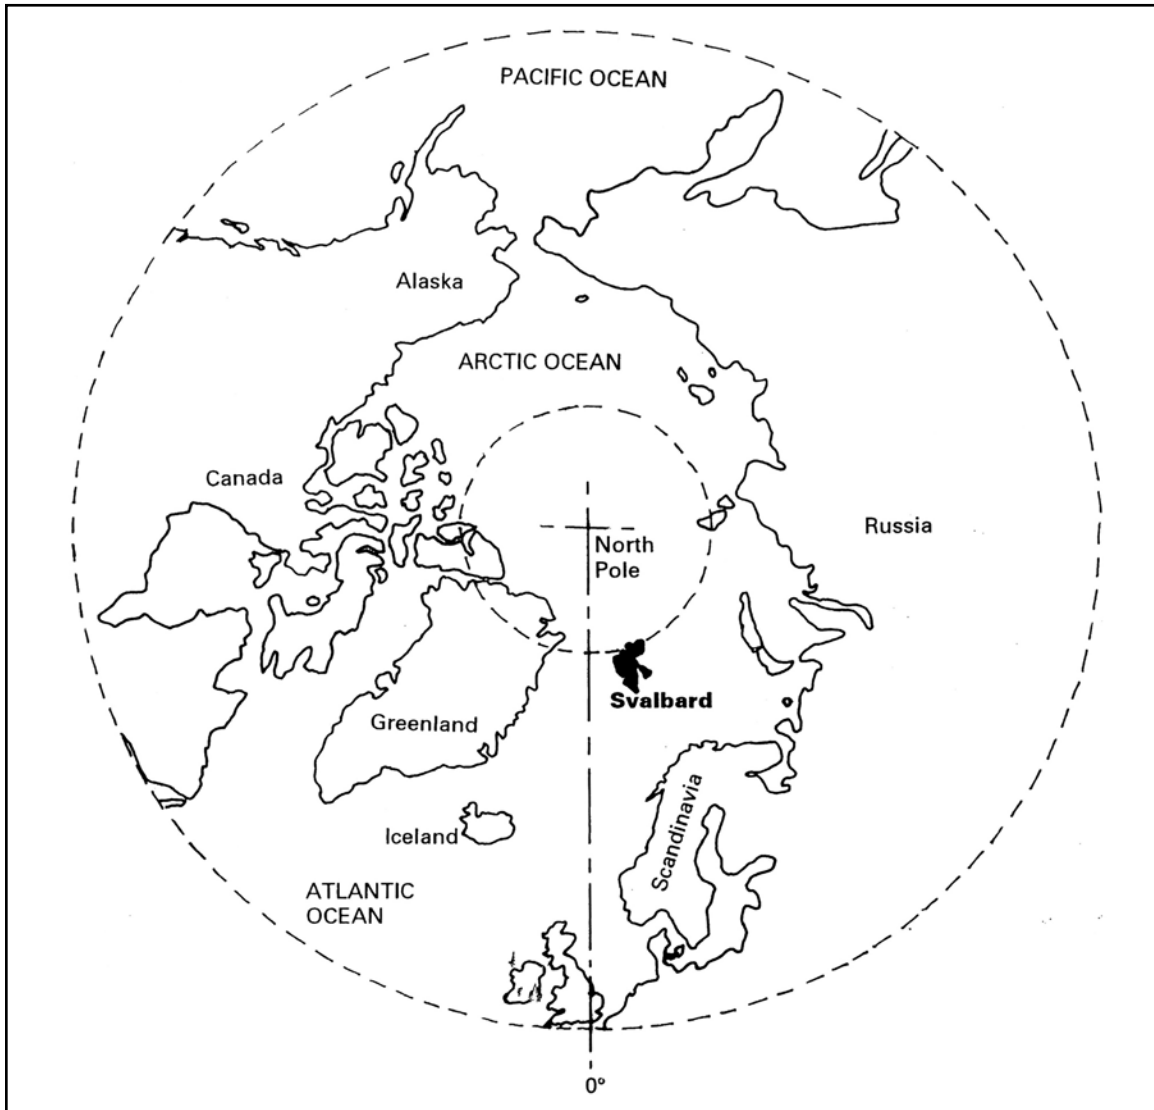 PACIFIC OCEAN
Alaska
ARCTIC OCEAN
Canada
Russia
North
Pole
Svalbard
Greenland
Scandinavia
Iceland
ATLANTIC
OCEAN
0°